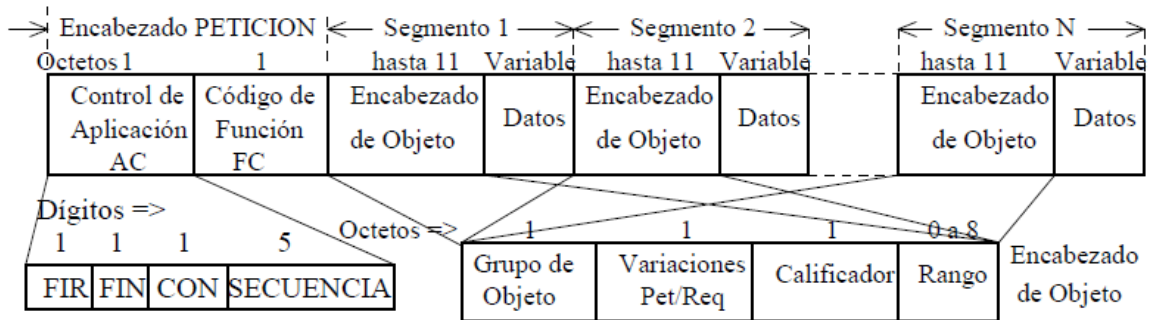 Encabezado PETICION Segmento 1 Segmento 2 Segmento N
Octetos 1 1 hasta 11 Variable hasta 11 Variable hasta 11 Variable
Control de Aplicación AC
Código de Función FC
Encabezado de Objeto
Datos
Encabezado de Objeto
Datos
Encabezado de Objeto
Datos
Dígitos =>
1 1 1 5
FIR FIN CON SECUENCIA
Octetos => 1 1 1 0 a 8
Grupo de Objeto
Variaciones Pet/Req
Calificador
Rango
Encabezado de Objeto